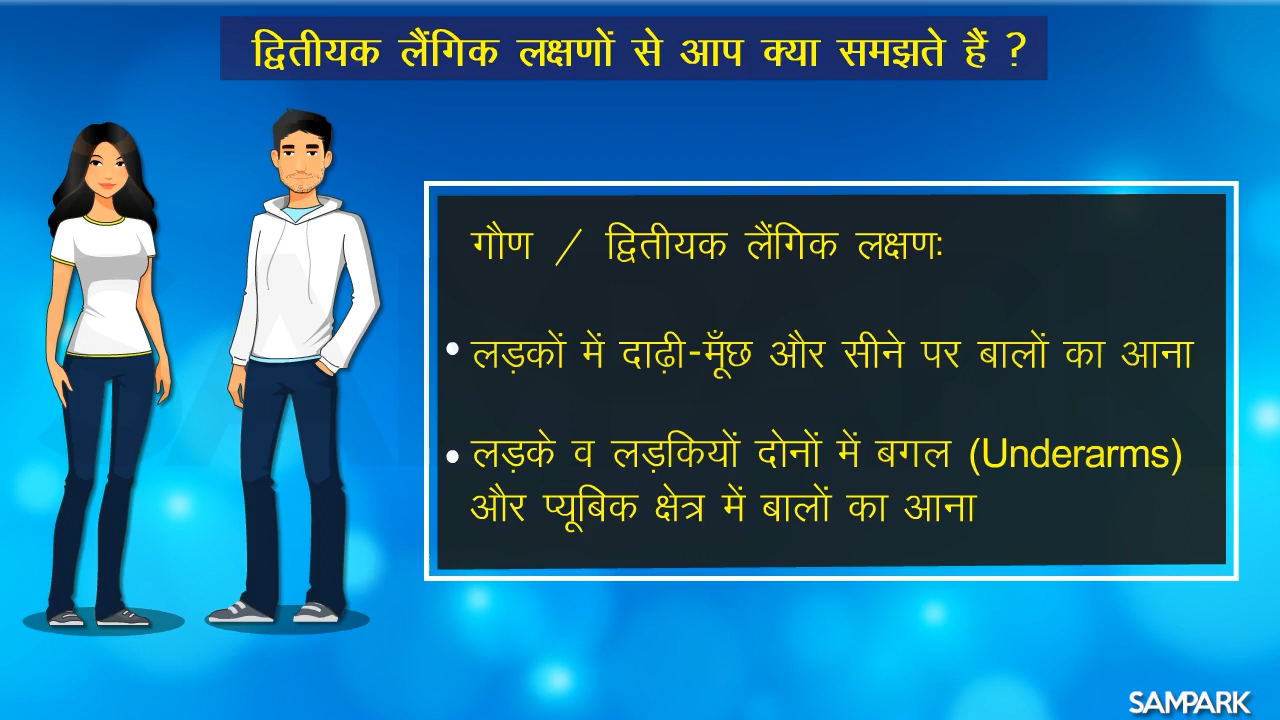 द्वितीयक लैंगिक लक्षणों से आप क्या समझते हैं ?
गौण / द्वितीयक लैंगिक लक्षण:
• लड़कों में दाढ़ी-मूँछ और सीने पर बालों का आना
• लड़के व लड़कियों दोनों में बगल (Underarms)
और प्यूबिक क्षेत्र में बालों का आना
SAMPARK